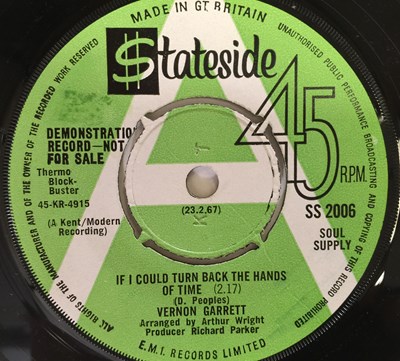 MADE IN GT. BRITAIN
ALL RIGHTS OF THE MANUFACTURER AND OF THE OWNER OF THE RECORDED WORK RESERVED
UNAUTHORISED PUBLIC PERFORMANCE BROADCASTING AND COPYING OF THIS RECORD PROHIBITED
$tateside
45
R.P.M.
DEMONSTRATION
RECORD—NOT
FOR SALE
Thermo
Block-
Buster
45-KR-4915
(A Kent/Modern
Recording)
(23.2.67)
SS 2006
SOUL
SUPPLY
IF I COULD TURN BACK THE HANDS
OF TIME (2.17)
(D. Peoples)
VERNON GARRETT
Arranged by Arthur Wright
Producer Richard Parker
E.M.I. RECORDS LIMITED